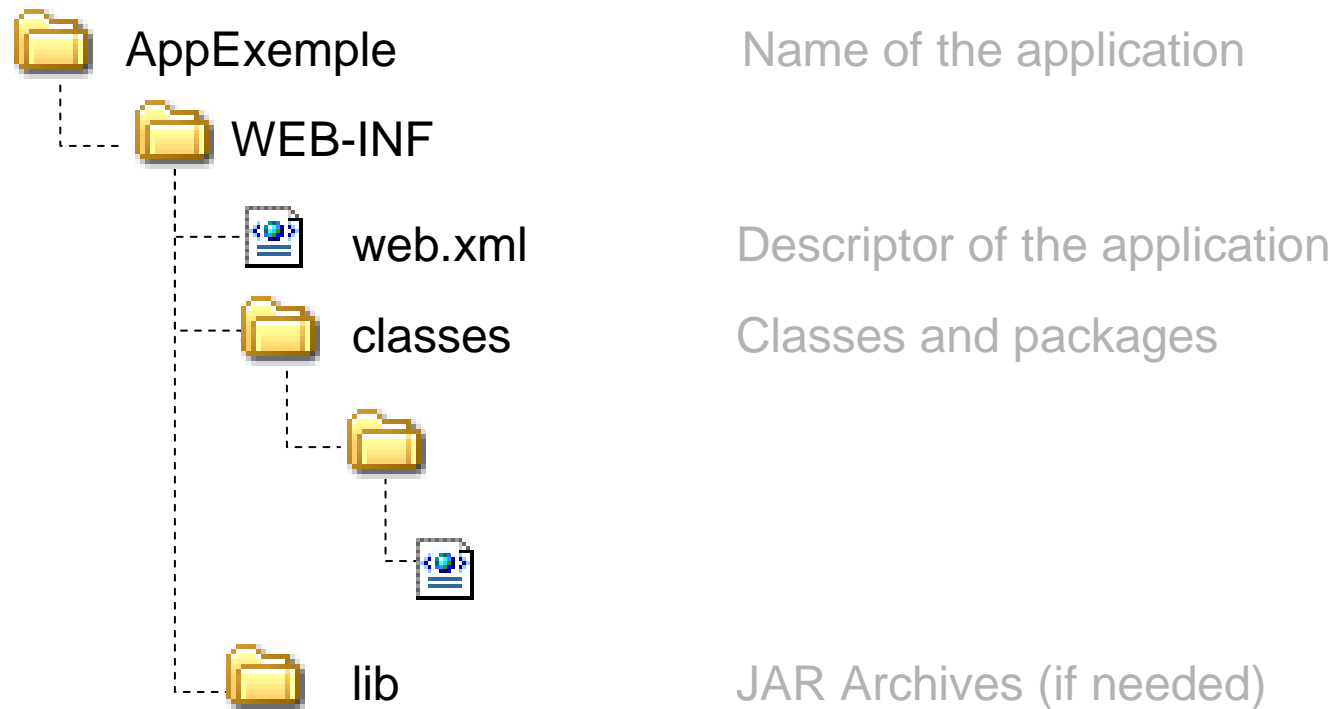 AppExemple Name of the application
WEB-INF
web.xml Descriptor of the application
classes Classes and packages
lib JAR Archives (if needed)